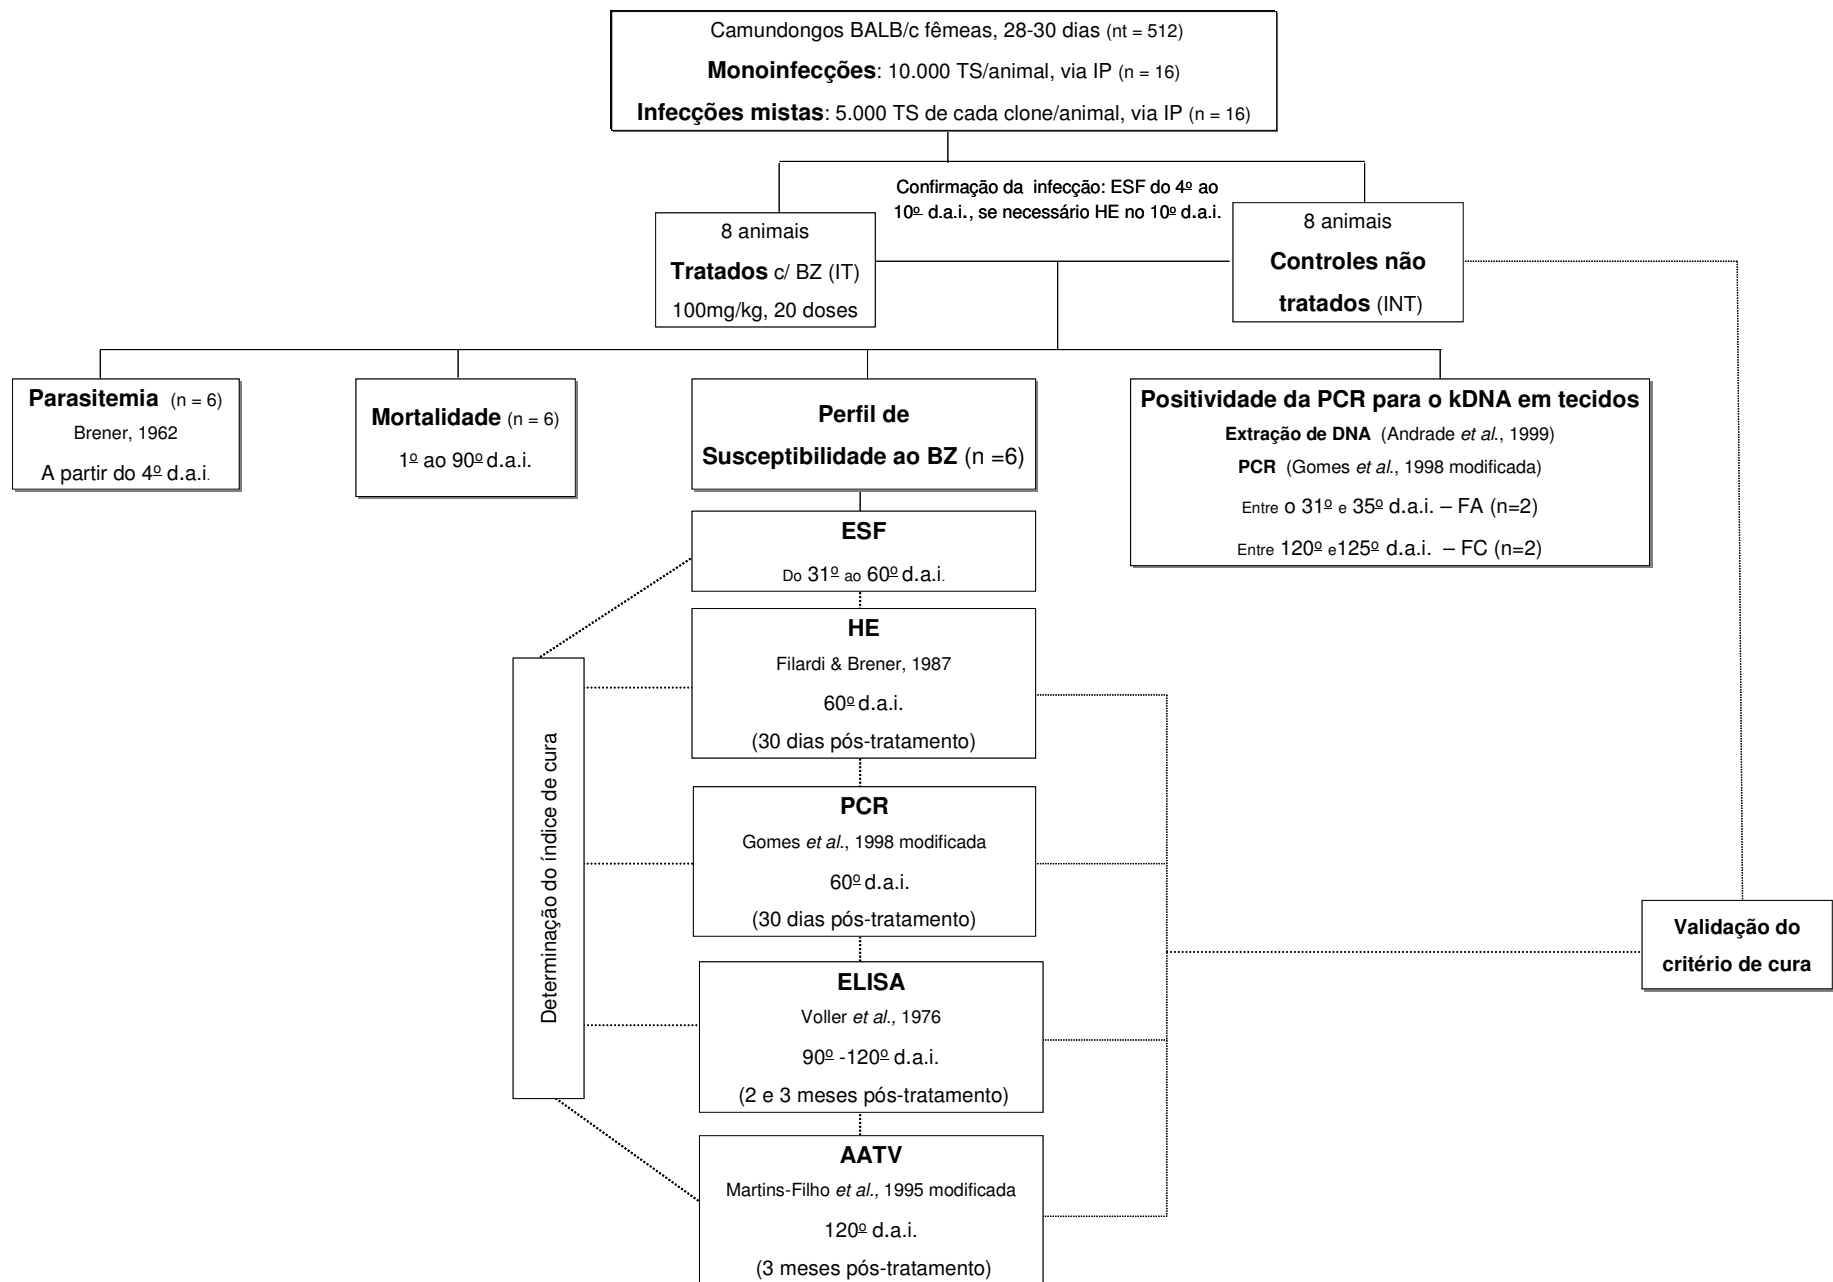 Camundongos BALB/c fêmeas, 28-30 dias (nt = 512)
Monoinfecções: 10.000 TS/animal, via IP (n = 16)
Infecções mistas: 5.000 TS de cada clone/animal, via IP (n = 16)
Confirmação da infecção: ESF do 4º ao
10º d.a.i., se necessário HE no 10º d.a.i.
8 animais
Tratados c/ BZ (IT)
100mg/kg, 20 doses
8 animais
Controles não
tratados (INT)
Parasitemia (n = 6)
Brener, 1962
A partir do 4º d.a.i.
Mortalidade (n = 6)
1º ao 90º d.a.i.
Perfil de
Susceptibilidade ao BZ (n =6)
Positividade da PCR para o kDNA em tecidos
Extração de DNA (Andrade et al., 1999)
PCR (Gomes et al., 1998 modificada)
Entre o 31º e 35º d.a.i. – FA (n=2)
Entre 120º e125º d.a.i. – FC (n=2)
ESF
Do 31º ao 60º d.a.i.
HE
Filardi & Brener, 1987
60º d.a.i.
(30 dias pós-tratamento)
Determinação do índice de cura
PCR
Gomes et al., 1998 modificada
60º d.a.i.
(30 dias pós-tratamento)
Validação do
critério de cura
ELISA
Voller et al., 1976
90º -120º d.a.i.
(2 e 3 meses pós-tratamento)
AATV
Martins-Filho et al., 1995 modificada
120º d.a.i.
(3 meses pós-tratamento)